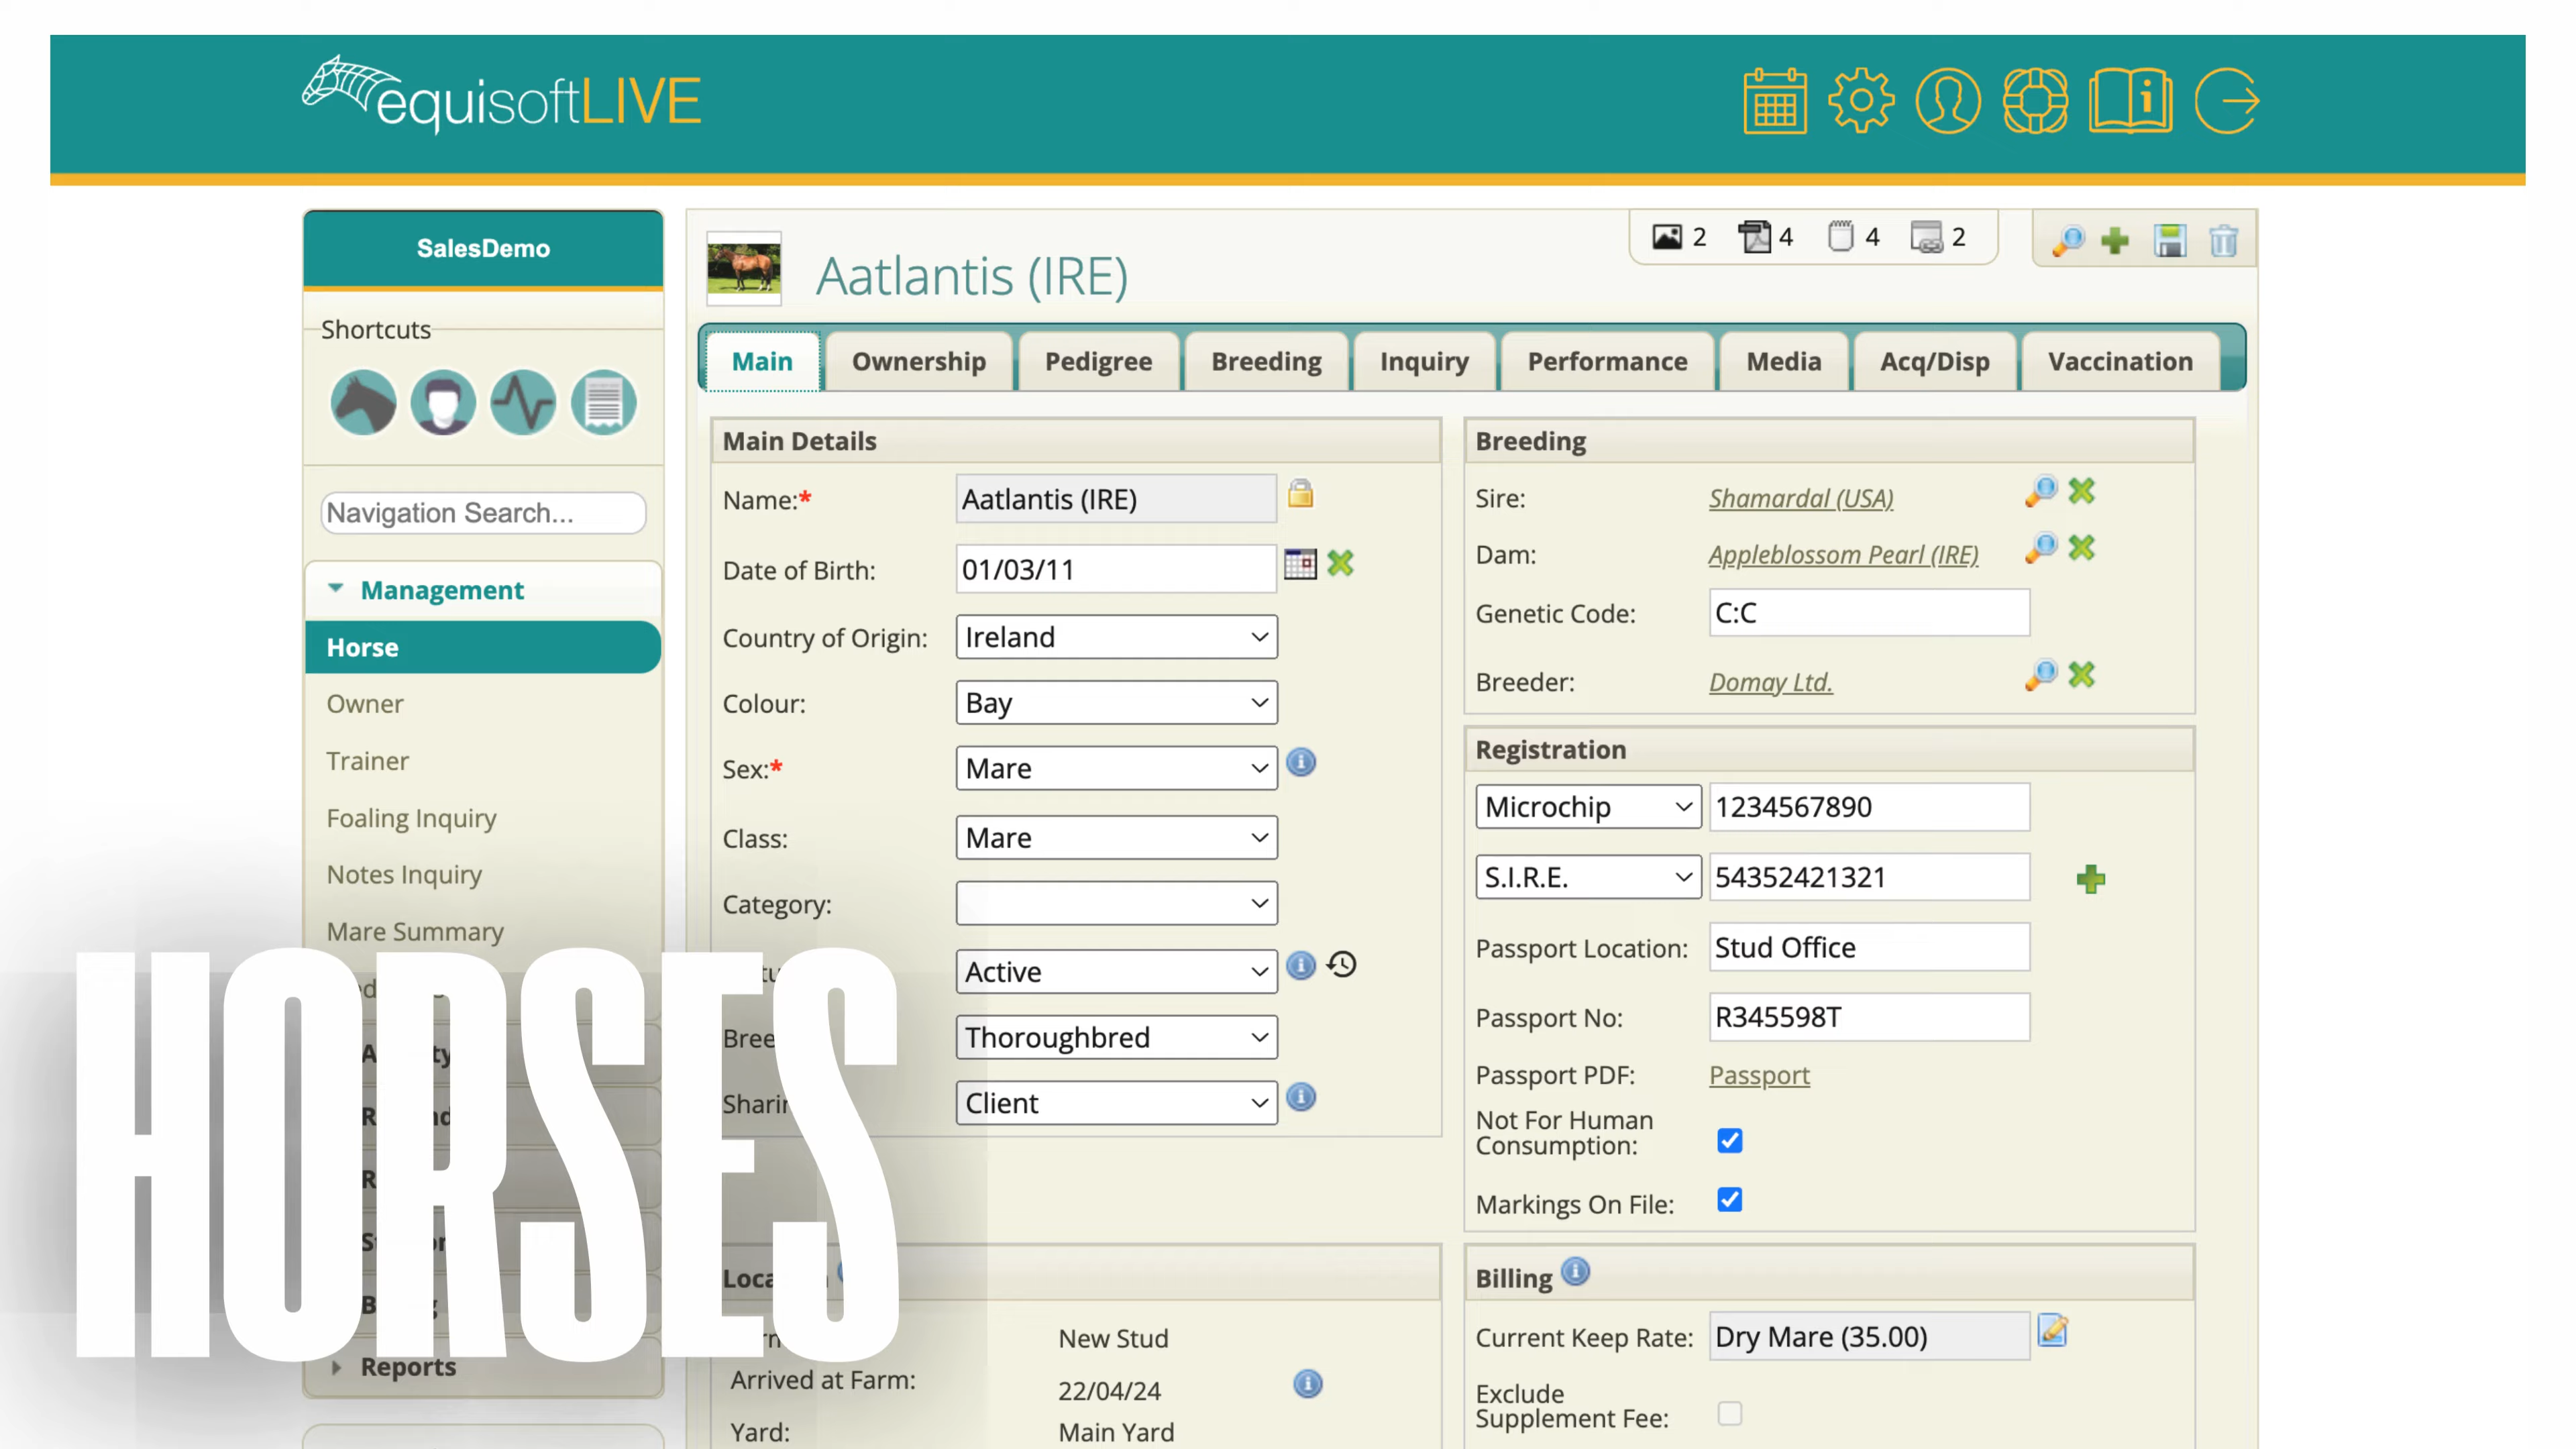 equisoftLIVE
SalesDemo
Shortcuts
Navigation Search...
Management
Horse
Owner
Trainer
Foaling Inquiry
Notes Inquiry
Mare Summary
Reports
HORSES
2 4 4 2
Aatlantis (IRE)
Main Ownership Pedigree Breeding Inquiry Performance Media Acq/Disp Vaccination
Main Details
Name:* Aatlantis (IRE)
Date of Birth: 01/03/11
Country of Origin: Ireland
Colour: Bay
Sex:* Mare
Class: Mare
Category:
Active
Thoroughbred
Client
New Stud
Arrived at Farm: 22/04/24
Yard: Main Yard
Breeding
Sire: Shamardal (USA)
Dam: Appleblossom Pearl (IRE)
Genetic Code: C:C
Breeder: Domay Ltd.
Registration
Microchip 1234567890
S.I.R.E. 54352421321
Passport Location: Stud Office
Passport No: R345598T
Passport PDF: Passport
Not For Human
Consumption:
Markings On File:
Billing
Current Keep Rate: Dry Mare (35.00)
Exclude
Supplement Fee: